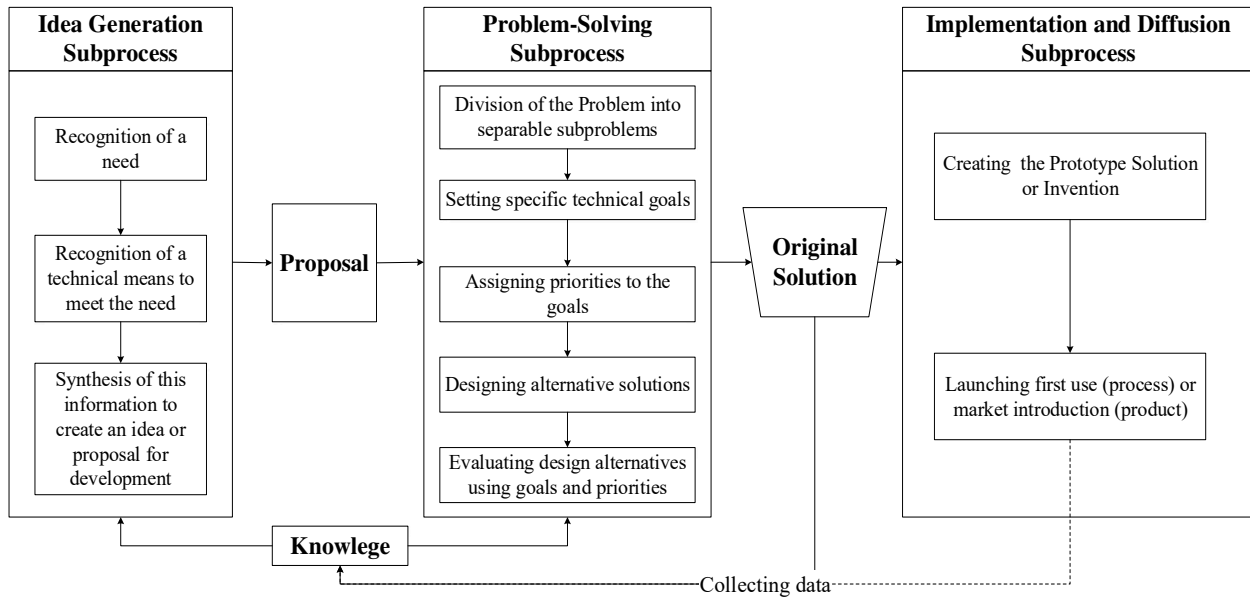 Idea Generation
Subprocess
Recognition of a
need
Recognition of a
technical means to
meet the need
Synthesis of this
information to
create an idea or
proposal for
development
Proposal
Problem-Solving
Subprocess
Division of the Problem into
separable subproblems
Setting specific technical goals
Assigning priorities to the
goals
Designing alternative solutions
Evaluating design alternatives
using goals and priorities
Original
Solution
Implementation and Diffusion
Subprocess
Creating the Prototype Solution
or Invention
Launching first use (process) or
market introduction (product)
Knowlege
Collecting data